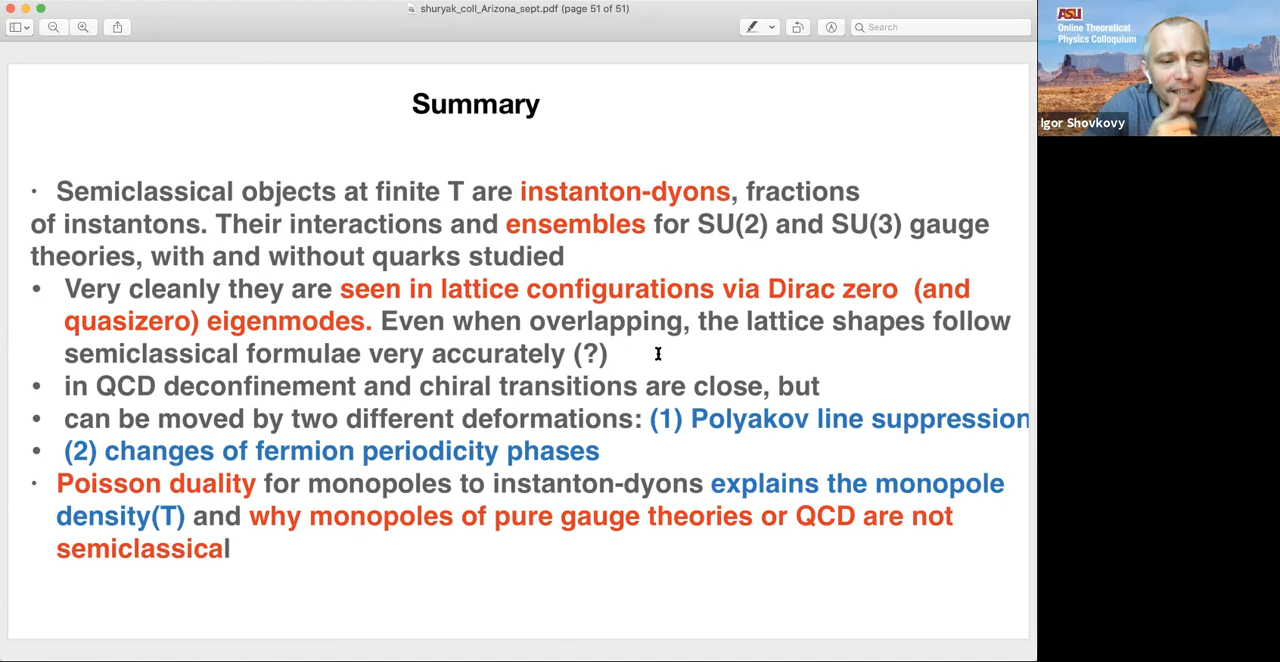 shuryak_coll_Arizona_sept.pdf (page 51 of 51)
Search
Summary
· Semiclassical objects at finite T are instanton-dyons, fractions
of instantons. Their interactions and ensembles for SU(2) and SU(3) gauge
theories, with and without quarks studied
• Very cleanly they are seen in lattice configurations via Dirac zero (and
quasizero) eigenmodes. Even when overlapping, the lattice shapes follow
semiclassical formulae very accurately (?)
• in QCD deconfinement and chiral transitions are close, but
• can be moved by two different deformations: (1) Polyakov line suppression
• (2) changes of fermion periodicity phases
· Poisson duality for monopoles to instanton-dyons explains the monopole
density(T) and why monopoles of pure gauge theories or QCD are not
semiclassical
ASU
Online Theoretical
Physics Colloquium
Igor Shovkovy